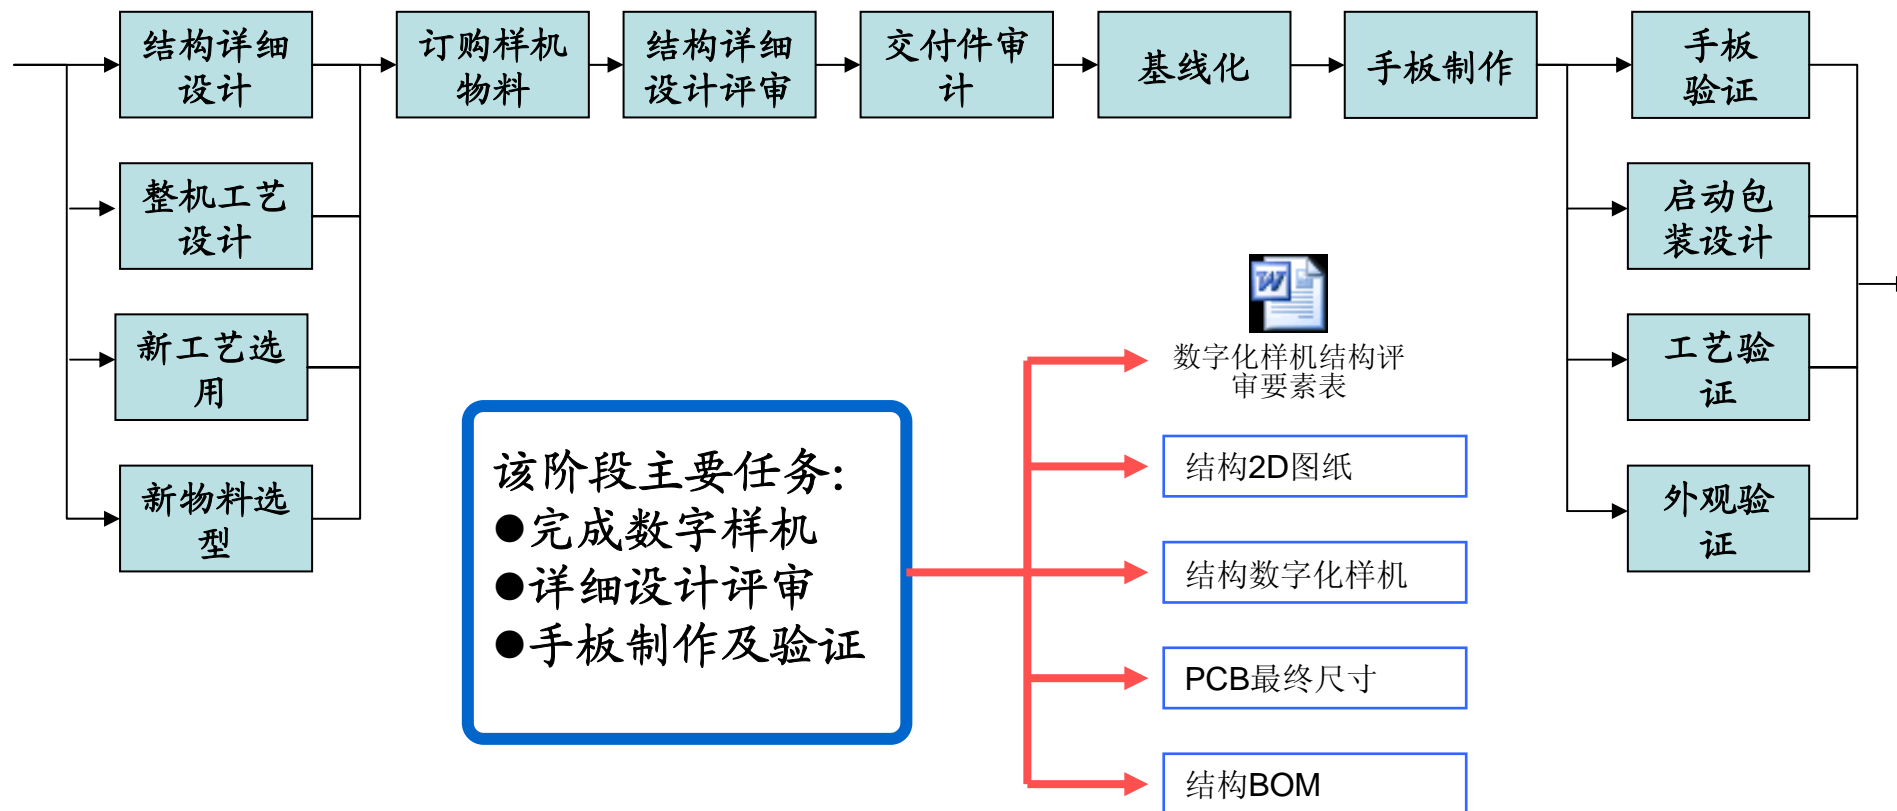 结构详细
设计
订购样机
物料
结构详细
设计评审
交付件审
计
基线化
手板制作
手板
验证
整机工艺
设计
启动包
装设计
新工艺选
用
工艺验
证
新物料选
型
外观验
证
数字化样机结构评
审要素表
该阶段主要任务:
●完成数字样机
●详细设计评审
●手板制作及验证
结构2D图纸
结构数字化样机
PCB最终尺寸
结构BOM